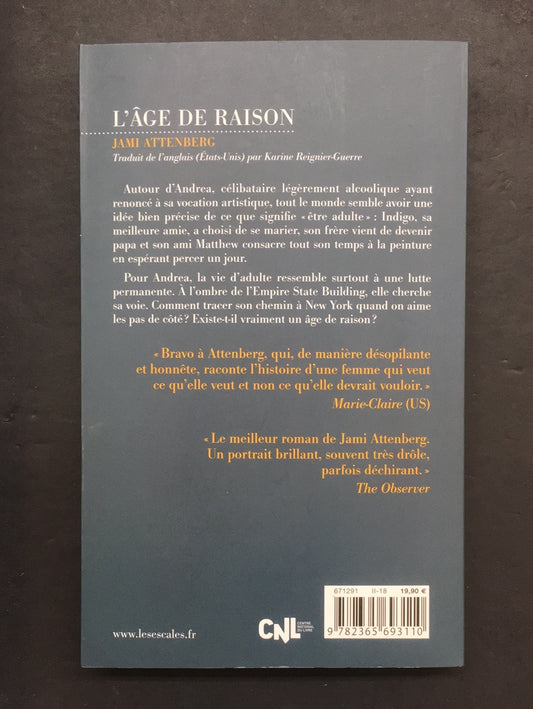 L'ÂGE DE RAISON
JAMI ATTENBERG
Traduit de l'anglais (États-Unis) par Karine Reignier-Guerre
Autour d'Andrea, célibataire légèrement alcoolique ayant
renoncé à sa vocation artistique, tout le monde semble avoir une
idée bien précise de ce que signifie « être adulte » : Indigo, sa
meilleure amie, a choisi de se marier, son frère vient de devenir
papa et son ami Matthew consacre tout son temps à la peinture
en espérant percer un jour.
Pour Andrea, la vie d'adulte ressemble surtout à une lutte
permanente. À l'ombre de l'Empire State Building, elle cherche
sa voie. Comment tracer son chemin à New York quand on aime
les pas de côté ? Existe-t-il vraiment un âge de raison ?
« Bravo à Attenberg, qui, de manière désopilante
et honnête, raconte l'histoire d'une femme qui veut
ce qu'elle veut et non ce qu'elle devrait vouloir. »
Marie-Claire (US)
« Le meilleur roman de Jami Attenberg.
Un portrait brillant, souvent très drôle,
parfois déchirant. »
The Observer
671291 II-18 19,90 €
9 782365 693110
www.lesescales.fr
CNL CENTRE
NATIONAL
DU LIVRE